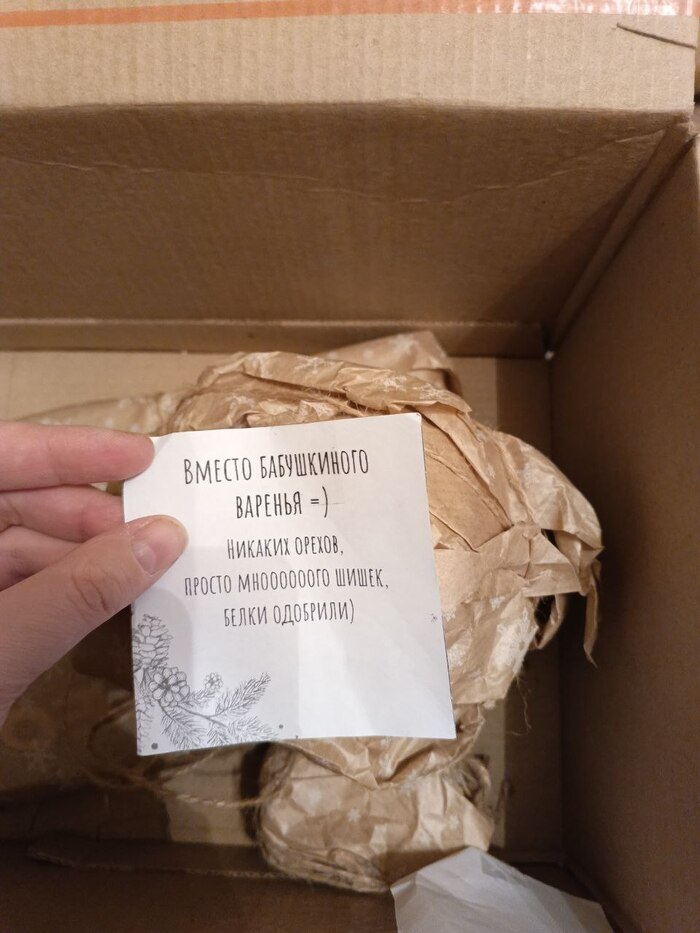 Вместо бабушкиного
варенья =)
Никаких орехов,
просто мноооооого шишек,
белки одобрили)